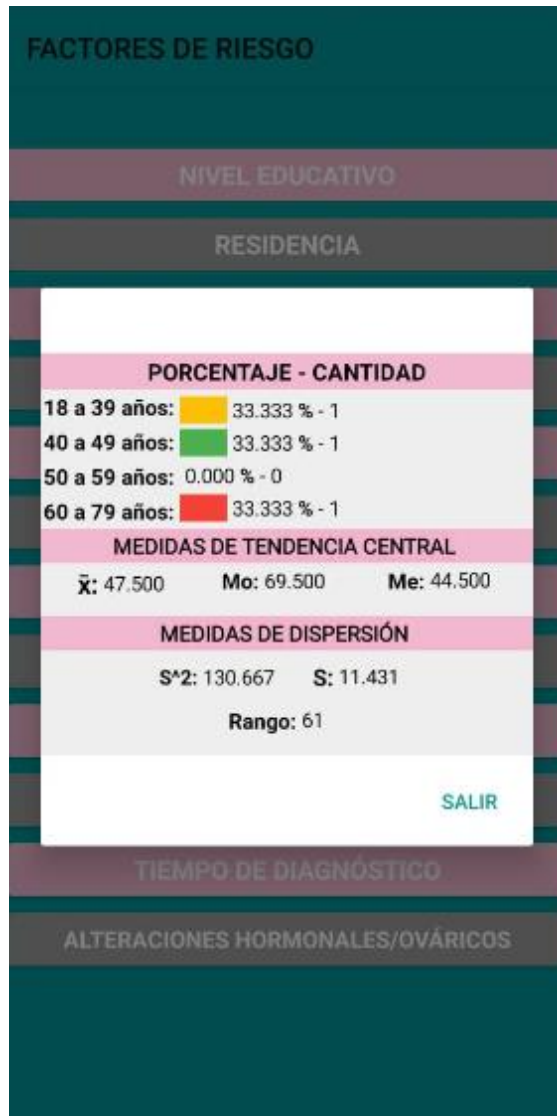 FACTORES DE RIESGO
NIVEL EDUCATIVO
RESIDENCIA
PORCENTAJE - CANTIDAD
18 a 39 años: 33.333 % - 1
40 a 49 años: 33.333 % - 1
50 a 59 años: 0.000 % - 0
60 a 79 años: 33.333 % - 1
MEDIDAS DE TENDENCIA CENTRAL
x̄: 47.500 Mo: 69.500 Me: 44.500
MEDIDAS DE DISPERSIÓN
S^2: 130.667 S: 11.431
Rango: 61
SALIR
TIEMPO DE DIAGNÓSTICO
ALTERACIONES HORMONALES/OVÁRICOS